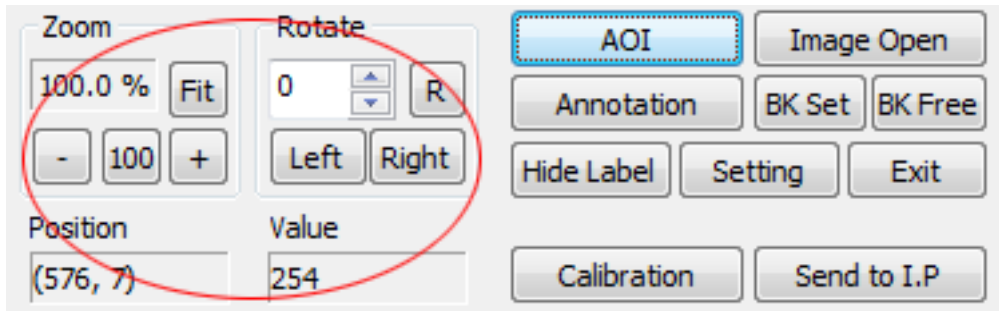 Zoom
Rotate
100.0 %
Fit
0
R
-
100
+
Left
Right
Position
Value
(576, 7)
254
AOI
Image Open
Annotation
BK Set
BK Free
Hide Label
Setting
Exit
Calibration
Send to I.P